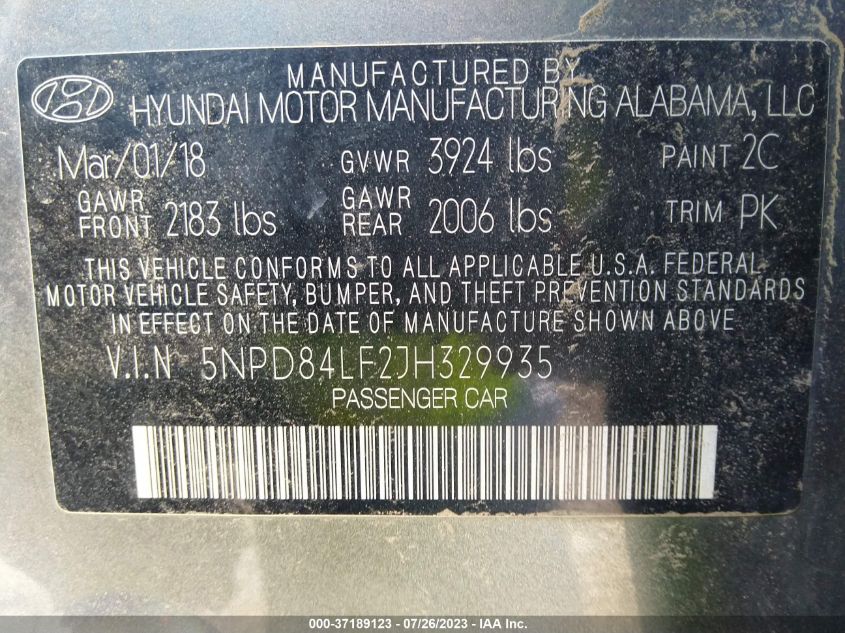 MANUFACTURED BY
HYUNDAI MOTOR MANUFACTURING ALABAMA, LLC
Mar/01/18 GVWR 3924 lbs PAINT 2C
GAWR FRONT 2183 lbs GAWR REAR 2006 lbs TRIM PK
THIS VEHICLE CONFORMS TO ALL APPLICABLE U.S.A. FEDERAL
MOTOR VEHICLE SAFETY, BUMPER, AND THEFT PREVENTION STANDARDS
IN EFFECT ON THE DATE OF MANUFACTURE SHOWN ABOVE
V.I.N 5NPD84LF2JH329935
PASSENGER CAR
000-37189123 - 07/26/2023 - IAA Inc.